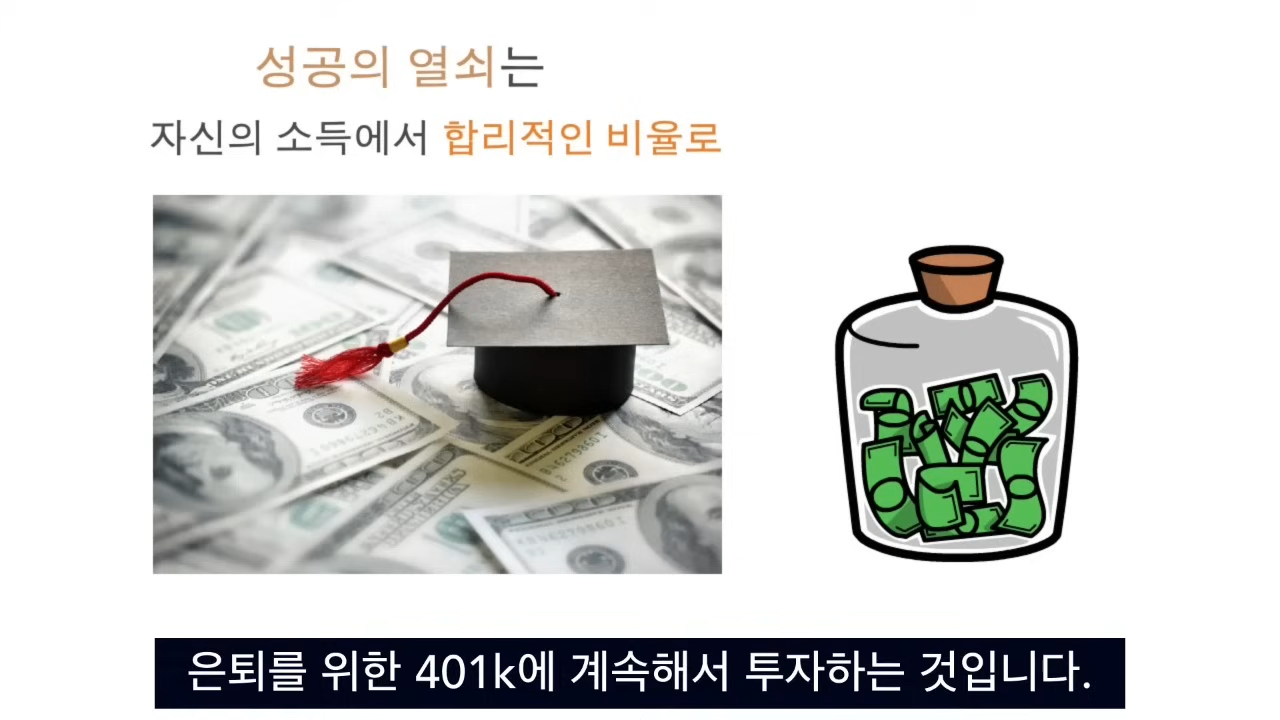 성공의 열쇠는
자신의 소득에서 합리적인 비율로
은퇴를 위한 401k에 계속해서 투자하는 것입니다.